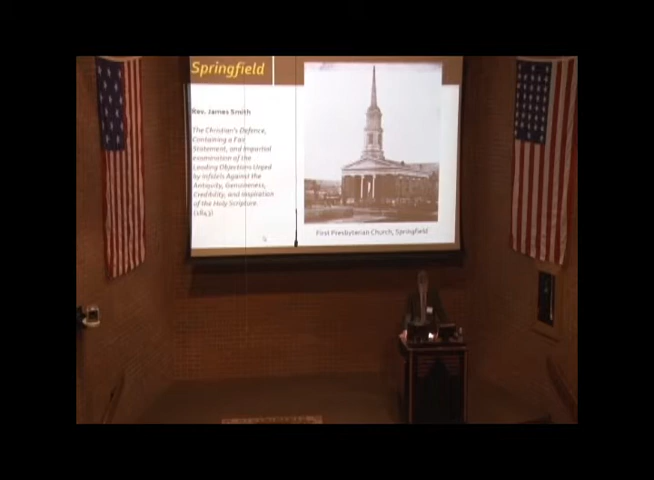 Springfield
Rev. James Smith
The Christian's Defence,
Containing a Fair
Statement, and Impartial
examination of the
Leading Objections Urged
by Infidels Against the
Antiquity, Genuineness,
Credibility, and Inspiration
of the Holy Scripture.
(1843)
First Presbyterian Church, Springfield